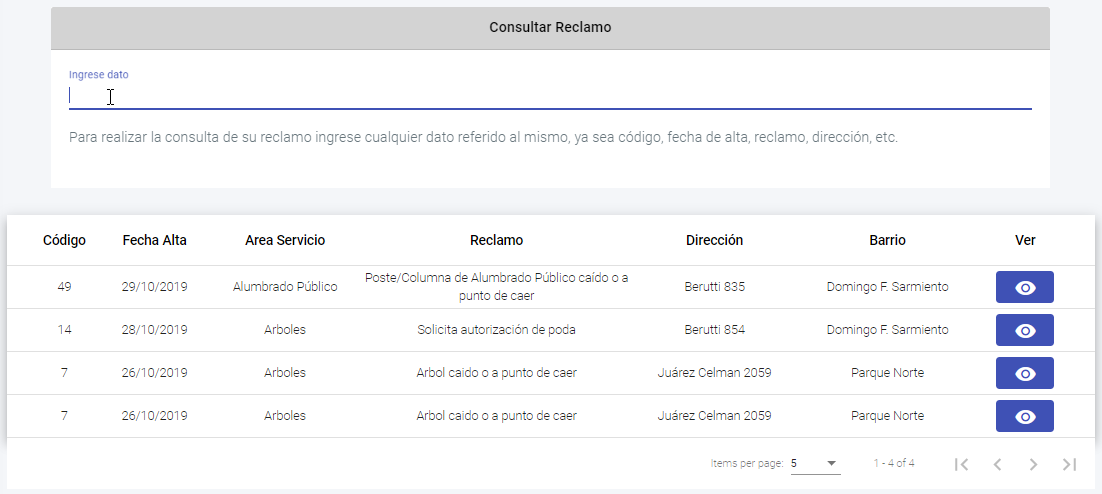 Consultar Reclamo
Ingrese dato
Para realizar la consulta de su reclamo ingrese cualquier dato referido al mismo, ya sea código, fecha de alta, reclamo, dirección, etc.
Código Fecha Alta Area Servicio Reclamo Dirección Barrio Ver
49 29/10/2019 Alumbrado Público Poste/Columna de Alumbrado Público caído o a Berutti 835 Domingo F. Sarmiento
punto de caer
14 28/10/2019 Arboles Solicita autorización de poda Berutti 854 Domingo F. Sarmiento
7 26/10/2019 Arboles Arbol caido o a punto de caer Juárez Celman 2059 Parque Norte
7 26/10/2019 Arboles Arbol caido o a punto de caer Juárez Celman 2059 Parque Norte
Items per page: 5 1 - 4 of 4